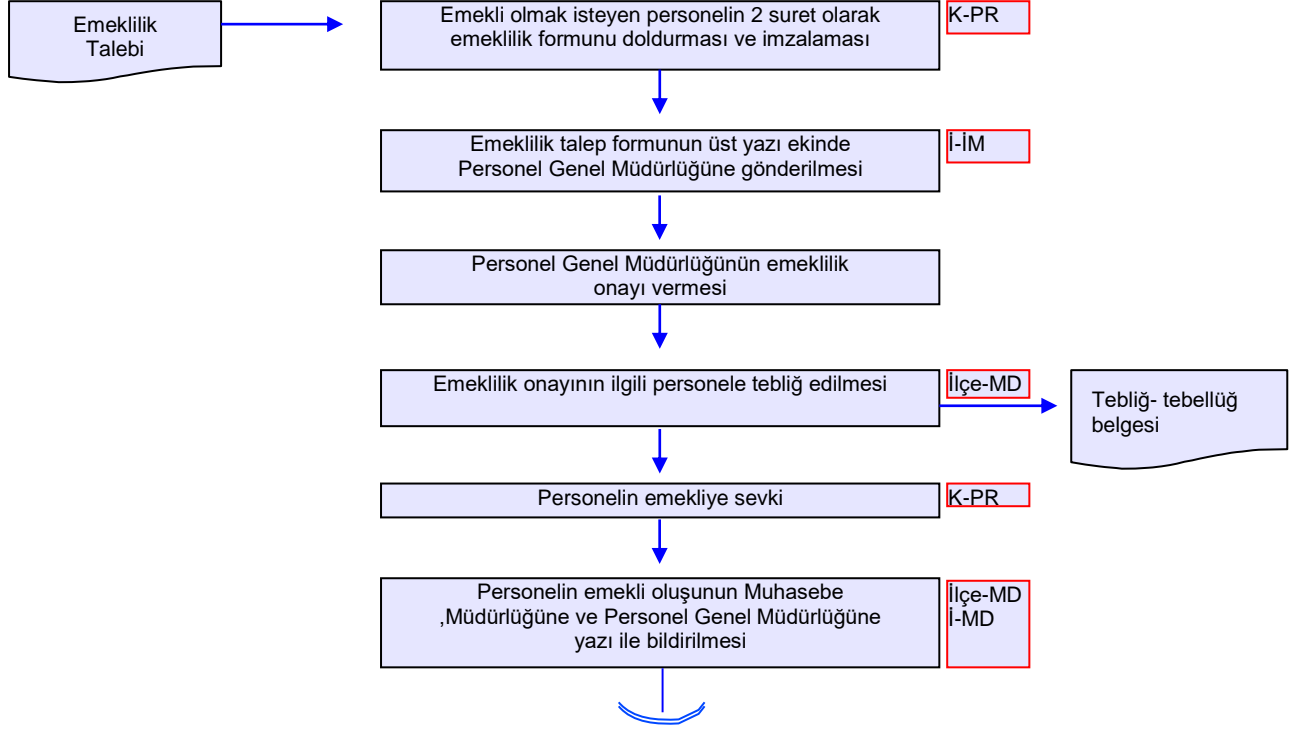 Emeklilik
Talebi
Emekli olmak isteyen personelin 2 suret olarak
emeklilik formunu doldurması ve imzalaması
K-PR
Emeklilik talep formunun üst yazı ekinde
Personel Genel Müdürlüğüne gönderilmesi
İ-İM
Personel Genel Müdürlüğünün emeklilik
onayı vermesi
Emeklilik onayının ilgili personele tebliğ edilmesi
İlçe-MD
Tebliğ- tebellüğ
belgesi
Personelin emekliye sevki
K-PR
Personelin emekli oluşunun Muhasebe
,Müdürlüğüne ve Personel Genel Müdürlüğüne
yazı ile bildirilmesi
İlçe-MD
İ-MD